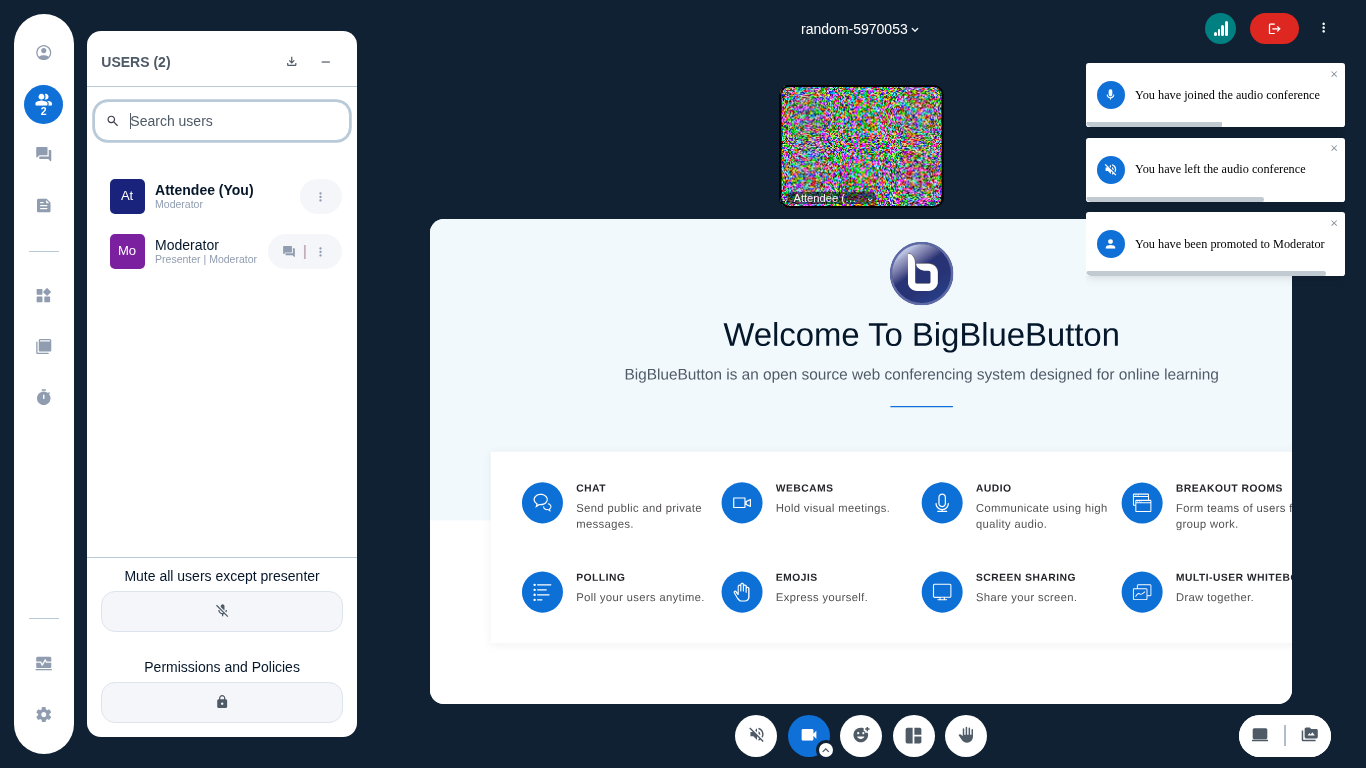 random-5970053
USERS (2)
2
Search users
At
Attendee (You)
Moderator
Mo
Moderator
Presenter | Moderator
Mute all users except presenter
Permissions and Policies
Attendee (...
You have joined the audio conference
You have left the audio conference
You have been promoted to Moderator
Welcome To BigBlueButton
BigBlueButton is an open source web conferencing system designed for online learning
CHAT
Send public and private
messages.
WEBCAMS
Hold visual meetings.
AUDIO
Communicate using high
quality audio.
BREAKOUT ROOMS
Form teams of users f
group work.
POLLING
Poll your users anytime.
EMOJIS
Express yourself.
SCREEN SHARING
Share your screen.
MULTI-USER WHITEBO
Draw together.